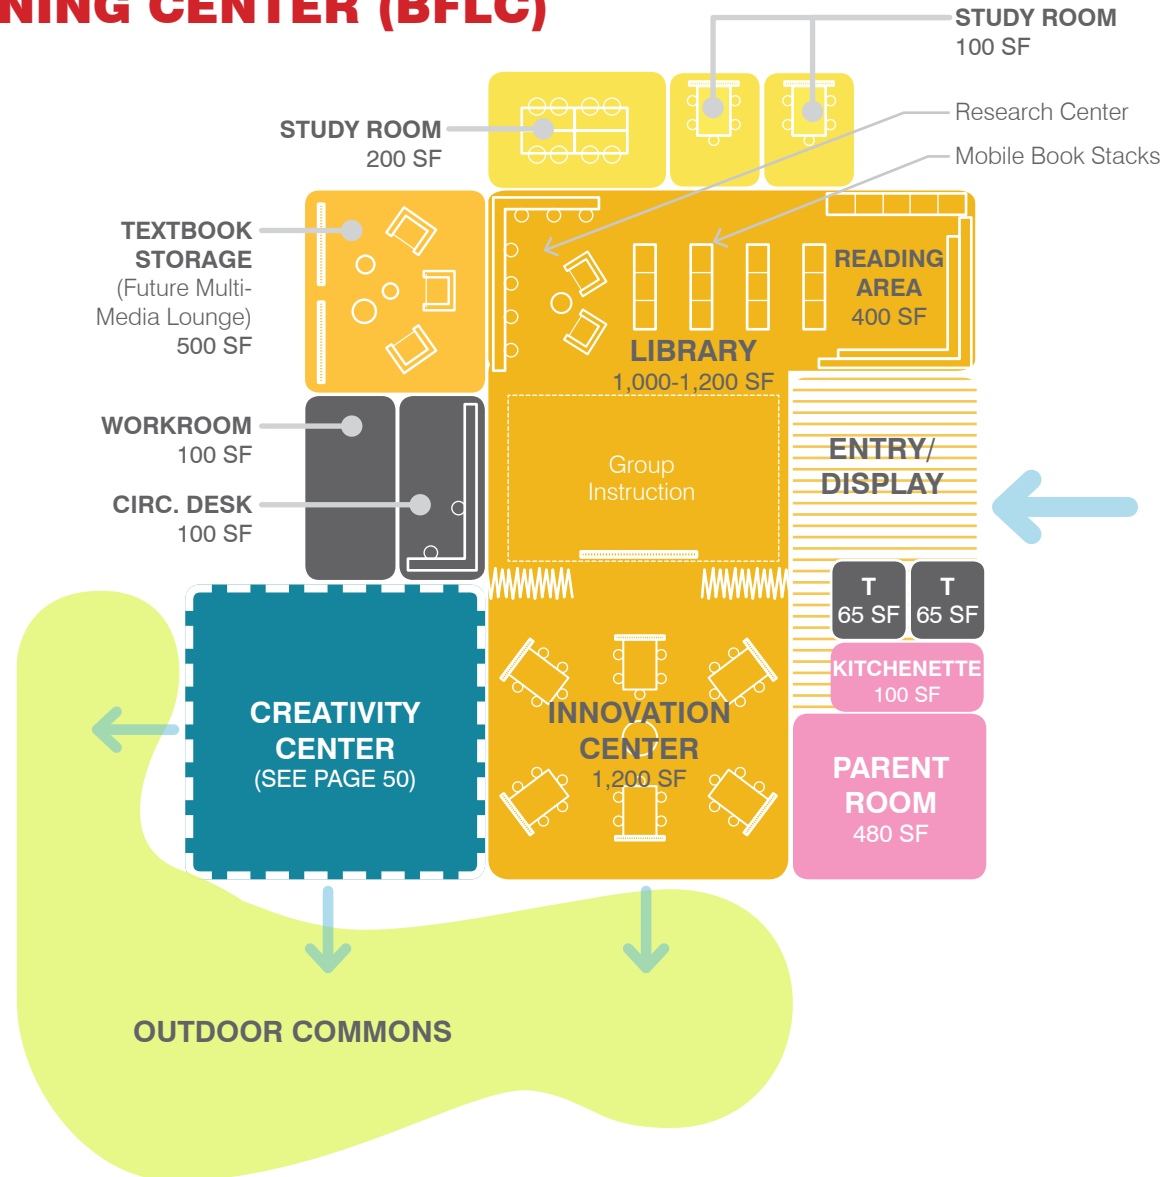 NING CENTER (BFLC)
STUDY ROOM
100 SF
Research Center
Mobile Book Stacks
STUDY ROOM
200 SF
TEXTBOOK
STORAGE
(Future Multi-
Media Lounge)
500 SF
READING
AREA
400 SF
LIBRARY
1,000-1,200 SF
WORKROOM
100 SF
CIRC. DESK
100 SF
Group
Instruction
ENTRY/
DISPLAY
T
65 SF
T
65 SF
KITCHENETTE
100 SF
CREATIVITY
CENTER
(SEE PAGE 50)
INNOVATION
CENTER
1,200 SF
PARENT
ROOM
480 SF
OUTDOOR COMMONS